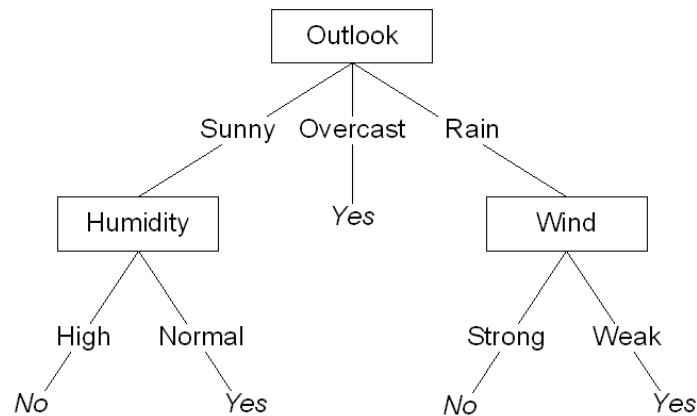 Outlook
Sunny Overcast Rain
Humidity Yes Wind
High Normal Strong Weak
No Yes No Yes